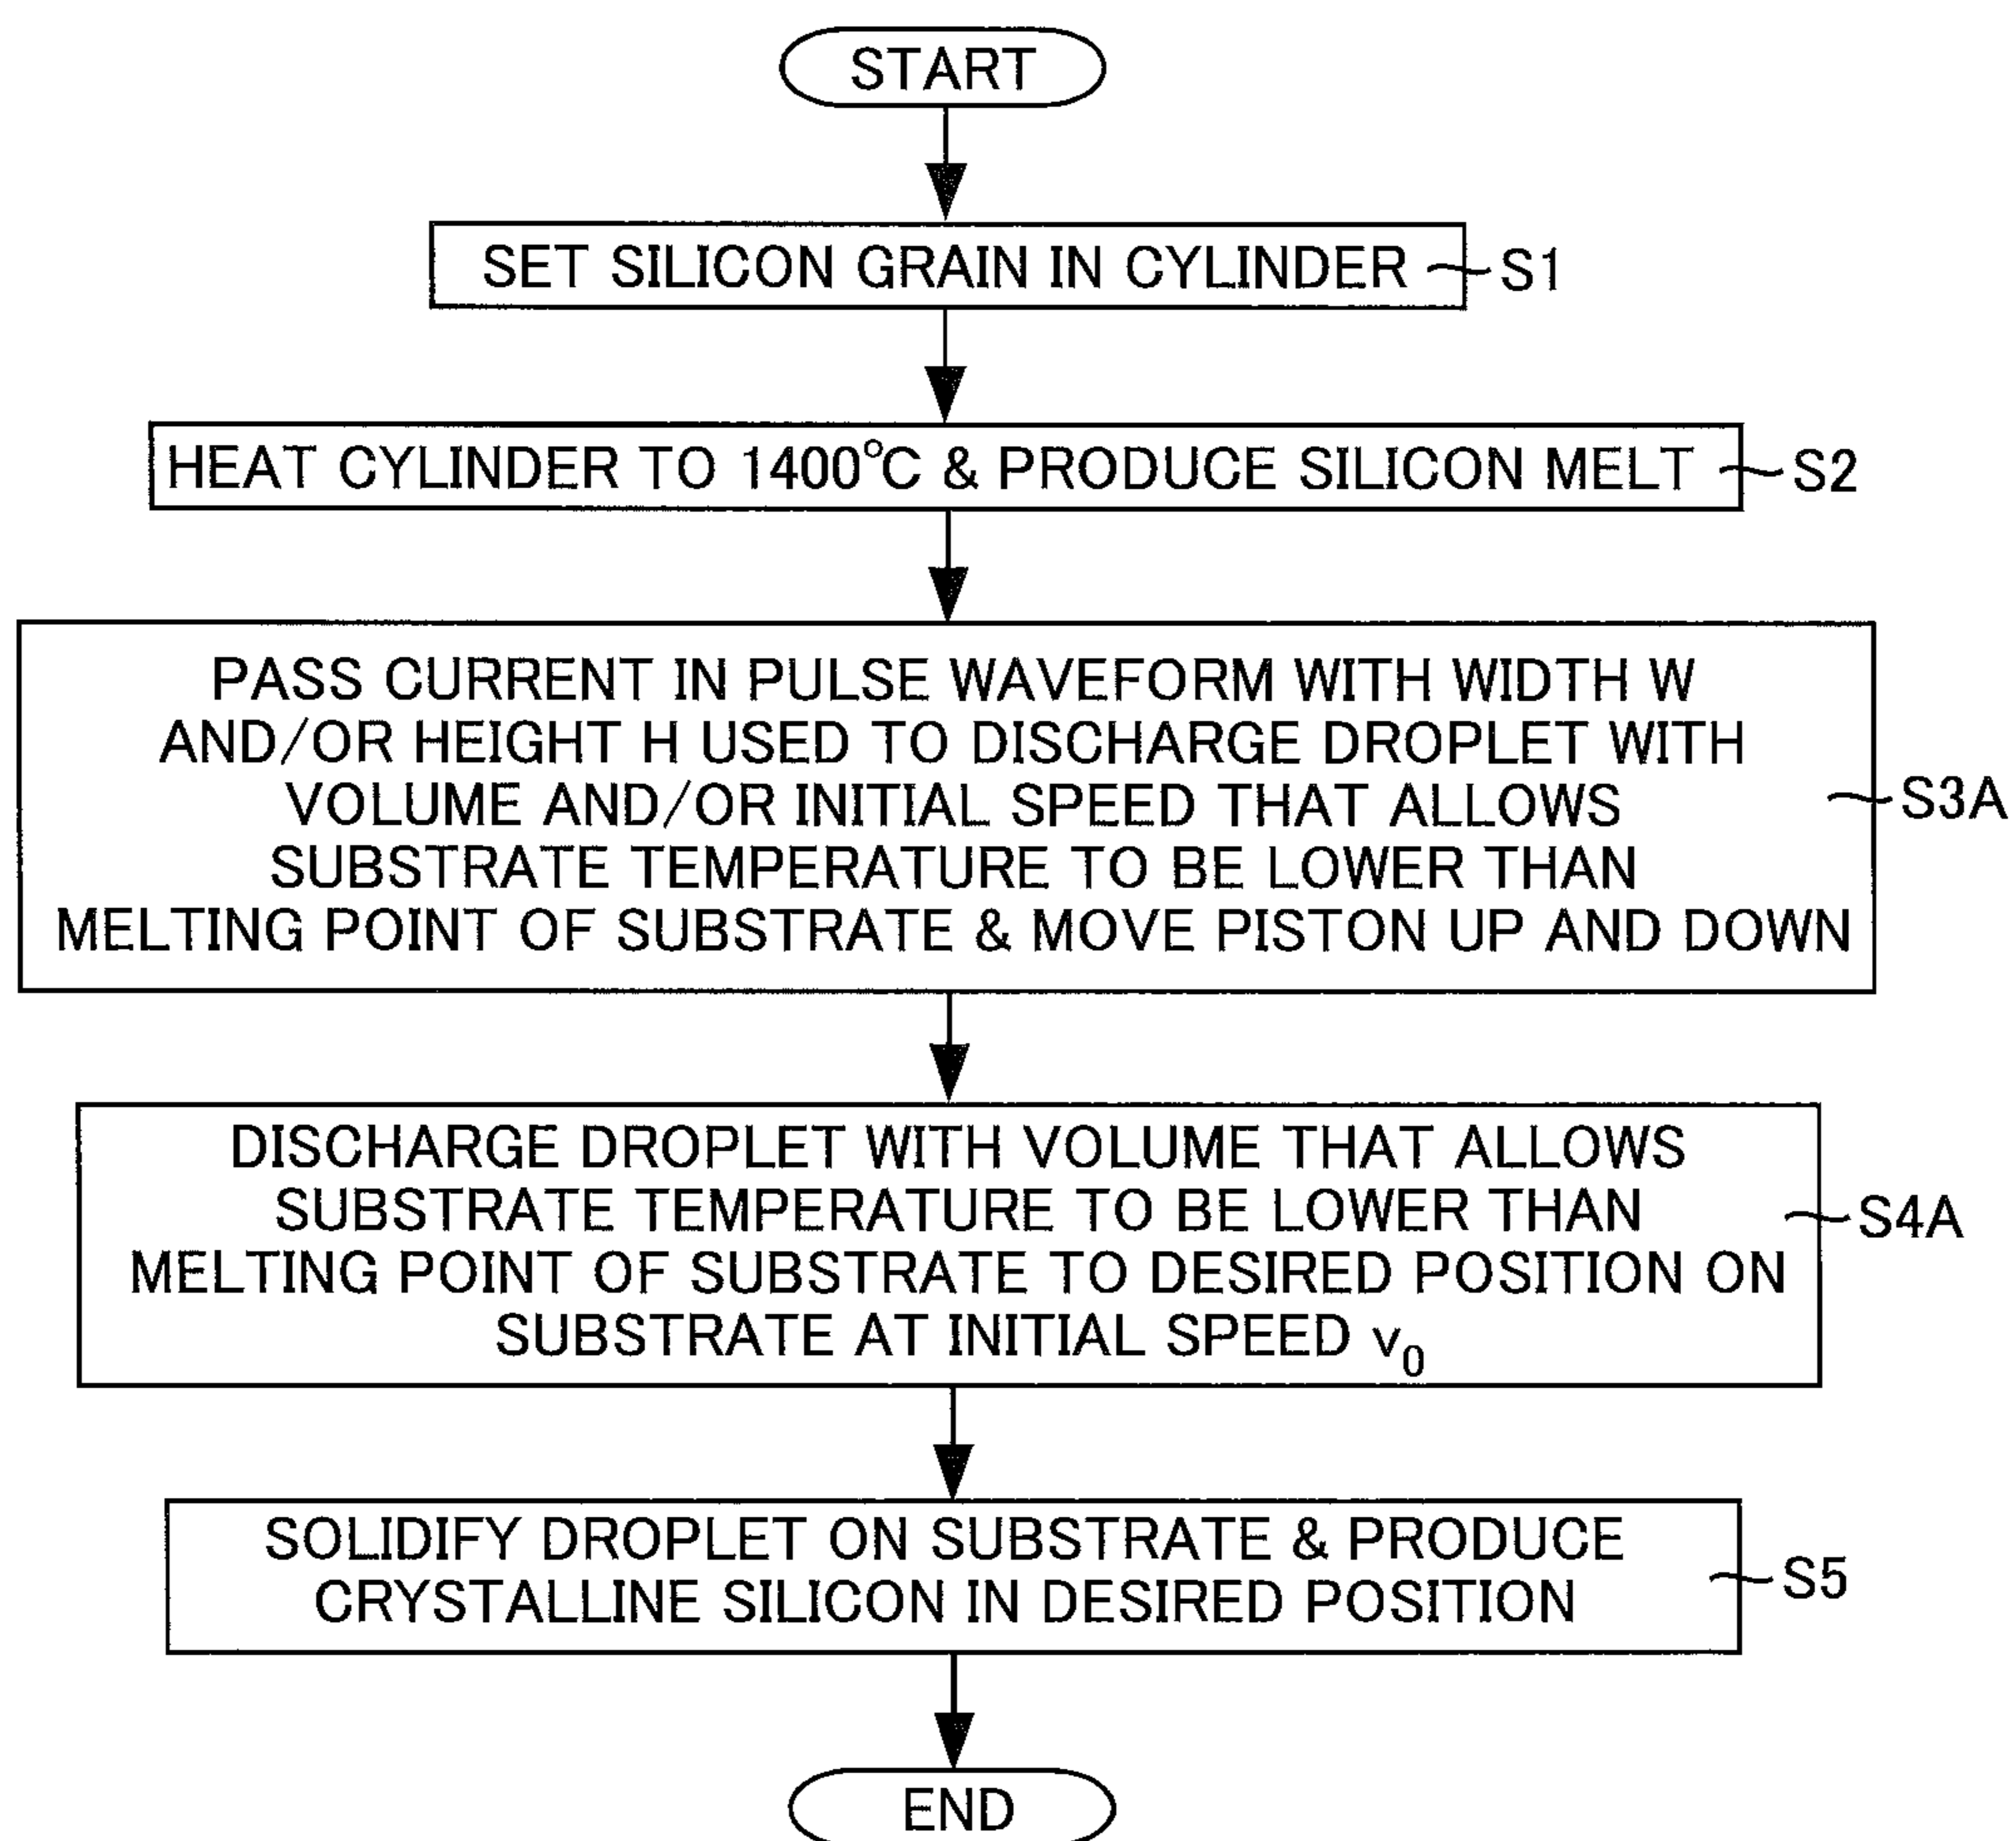 START
SET SILICON GRAIN IN CYLINDER S1
HEAT CYLINDER TO 1400°C & PRODUCE SILICON MELT S2
PASS CURRENT IN PULSE WAVEFORM WITH WIDTH W
AND/OR HEIGHT H USED TO DISCHARGE DROPLET WITH
VOLUME AND/OR INITIAL SPEED THAT ALLOWS
SUBSTRATE TEMPERATURE TO BE LOWER THAN
MELTING POINT OF SUBSTRATE & MOVE PISTON UP AND DOWN
S3A
DISCHARGE DROPLET WITH VOLUME THAT ALLOWS
SUBSTRATE TEMPERATURE TO BE LOWER THAN
MELTING POINT OF SUBSTRATE TO DESIRED POSITION ON
SUBSTRATE AT INITIAL SPEED v₀
S4A
SOLIDIFY DROPLET ON SUBSTRATE & PRODUCE
CRYSTALLINE SILICON IN DESIRED POSITION
S5
END